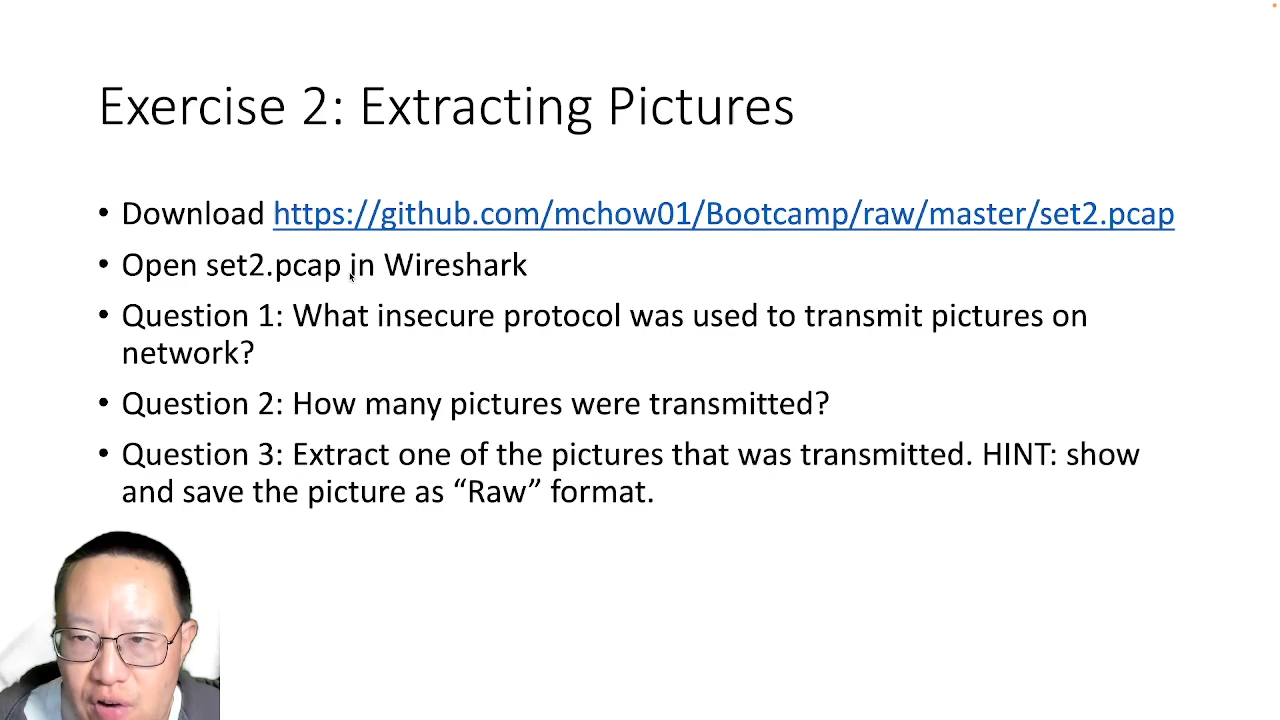 Exercise 2: Extracting Pictures
• Download https://github.com/mchow01/Bootcamp/raw/master/set2.pcap
• Open set2.pcap in Wireshark
• Question 1: What insecure protocol was used to transmit pictures on
network?
• Question 2: How many pictures were transmitted?
• Question 3: Extract one of the pictures that was transmitted. HINT: show
and save the picture as “Raw” format.